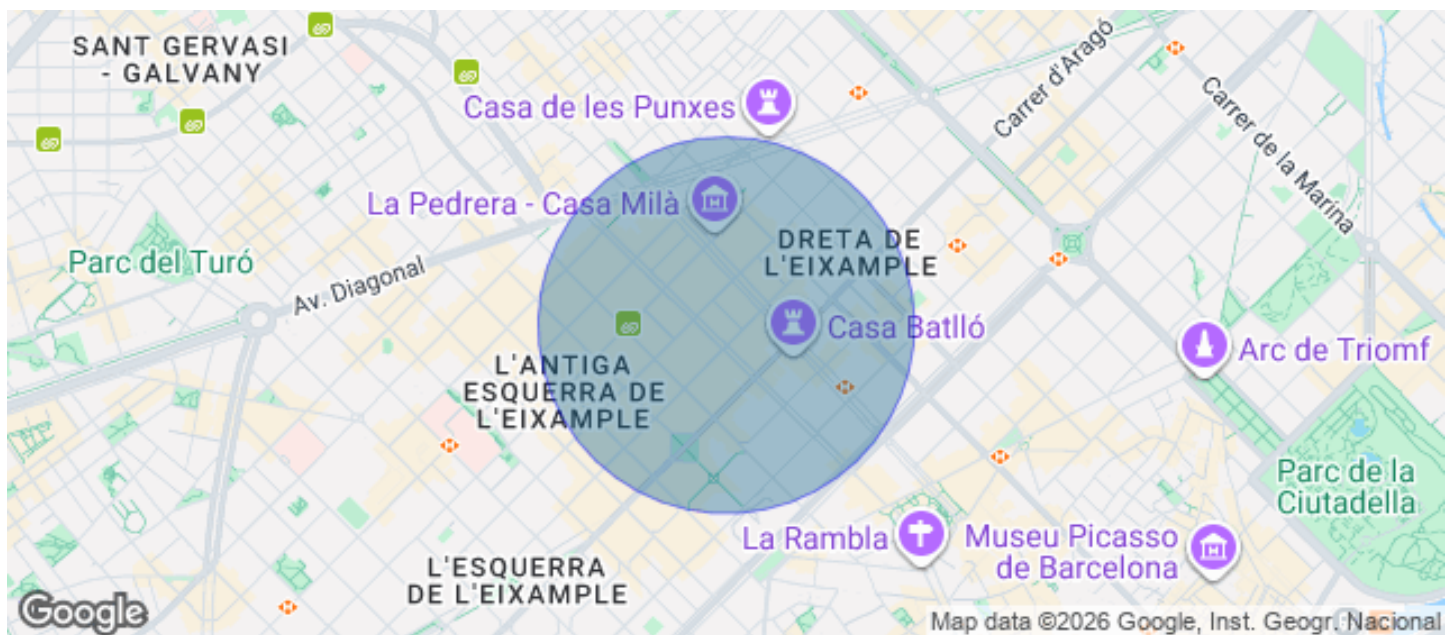 SANT GERVASI
- GALVANY
Casa de les Punxes
Carrer d'Aragó
Carrer de la Marina
La Pedrera - Casa Milà
DRETA DE
L'EIXAMPLE
Parc del Turó
Av. Diagonal
Casa Batlló
Arc de Triomf
L'ANTIGA
ESQUERRA DE
L'EIXAMPLE
Parc de la
Ciutadella
La Rambla
Museu Picasso
de Barcelona
L'ESQUERRA
DE L'EIXAMPLE
Google
Map data ©2026 Google, Inst. Geogr. Nacional